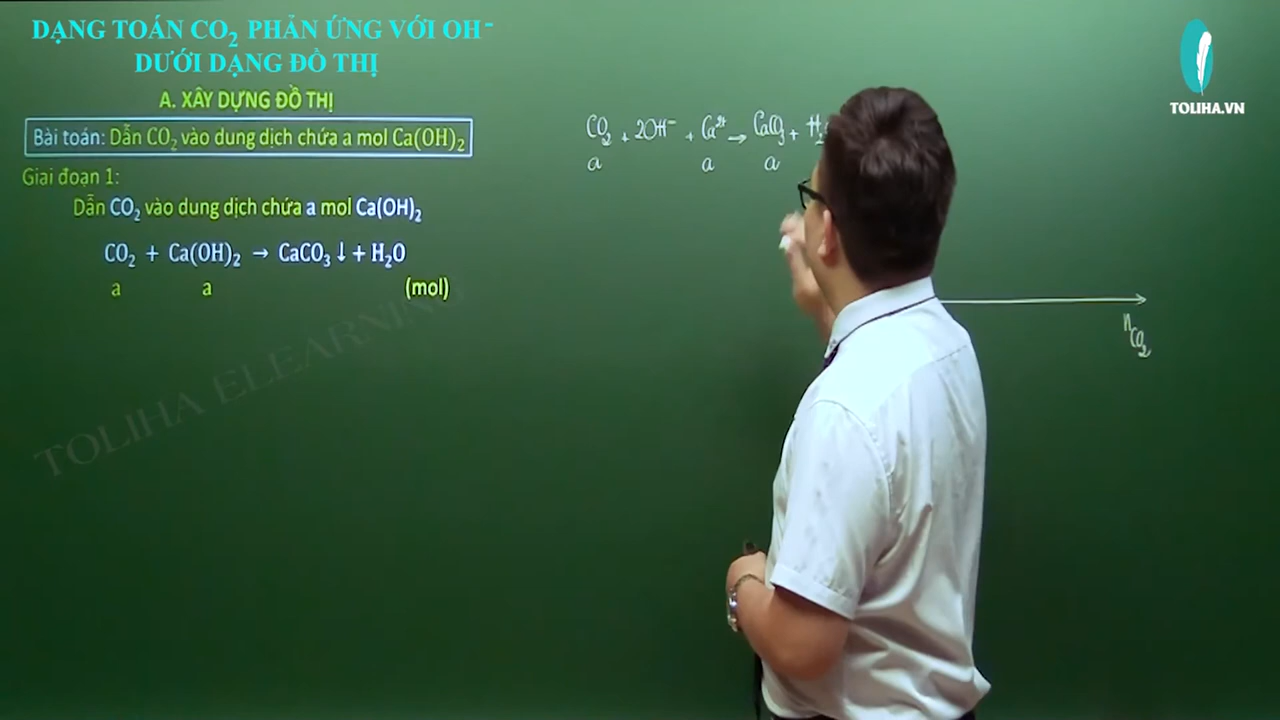 DẠNG TOÁN CO₂ PHẢN ỨNG VỚI OH⁻
DƯỚI DẠNG ĐỒ THỊ
TOLIHA.VN
A. XÂY DỰNG ĐỒ THỊ
Bài toán: Dẫn CO₂ vào dung dịch chứa a mol Ca(OH)₂
Giai đoạn 1:
Dẫn CO₂ vào dung dịch chứa a mol Ca(OH)₂
CO₂ + Ca(OH)₂ → CaCO₃↓ + H₂O
a a (mol)
TOLIHA ELEARNING
CO₂ + 2OH⁻ + Ca²⁺ → CaCO₃ + H₂O
a a a
n CO₂